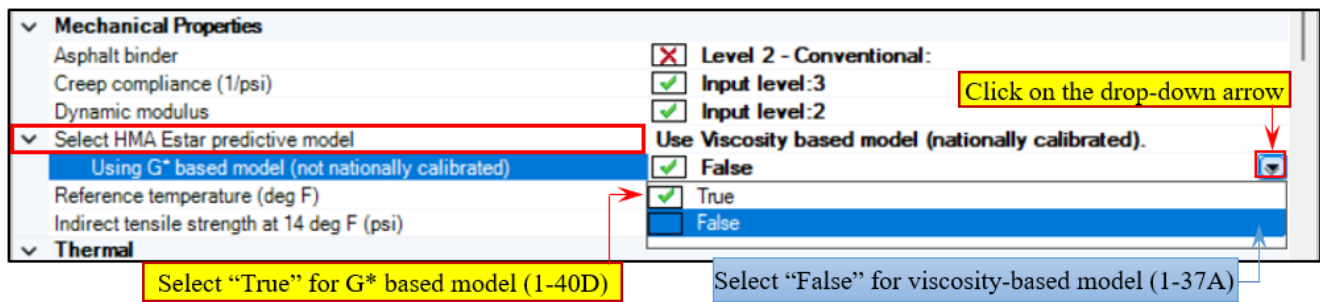 Mechanical Properties
Asphalt binder Level 2 - Conventional:
Creep compliance (1/psi) Input level:3
Click on the drop-down arrow
Dynamic modulus Input level:2
Select HMA Estar predictive model Use Viscosity based model (nationally calibrated).
Using G* based model (not nationally calibrated) False
Reference temperature (deg F) True
Indirect tensile strength at 14 deg F (psi) False
Thermal
Select “True” for G* based model (1-40D) Select “False” for viscosity-based model (1-37A)